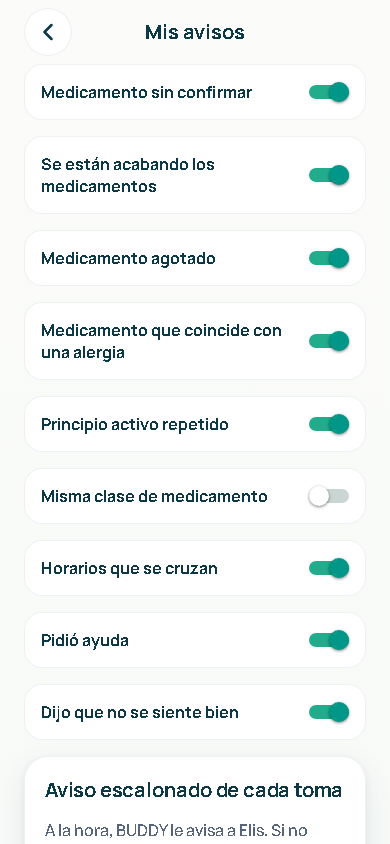 Mis avisos
Medicamento sin confirmar
Se están acabando los
medicamentos
Medicamento agotado
Medicamento que coincide con
una alergia
Principio activo repetido
Misma clase de medicamento
Horarios que se cruzan
Pidió ayuda
Dijo que no se siente bien
Aviso escalonado de cada toma
A la hora, BUDDY le avisa a Elis. Si no